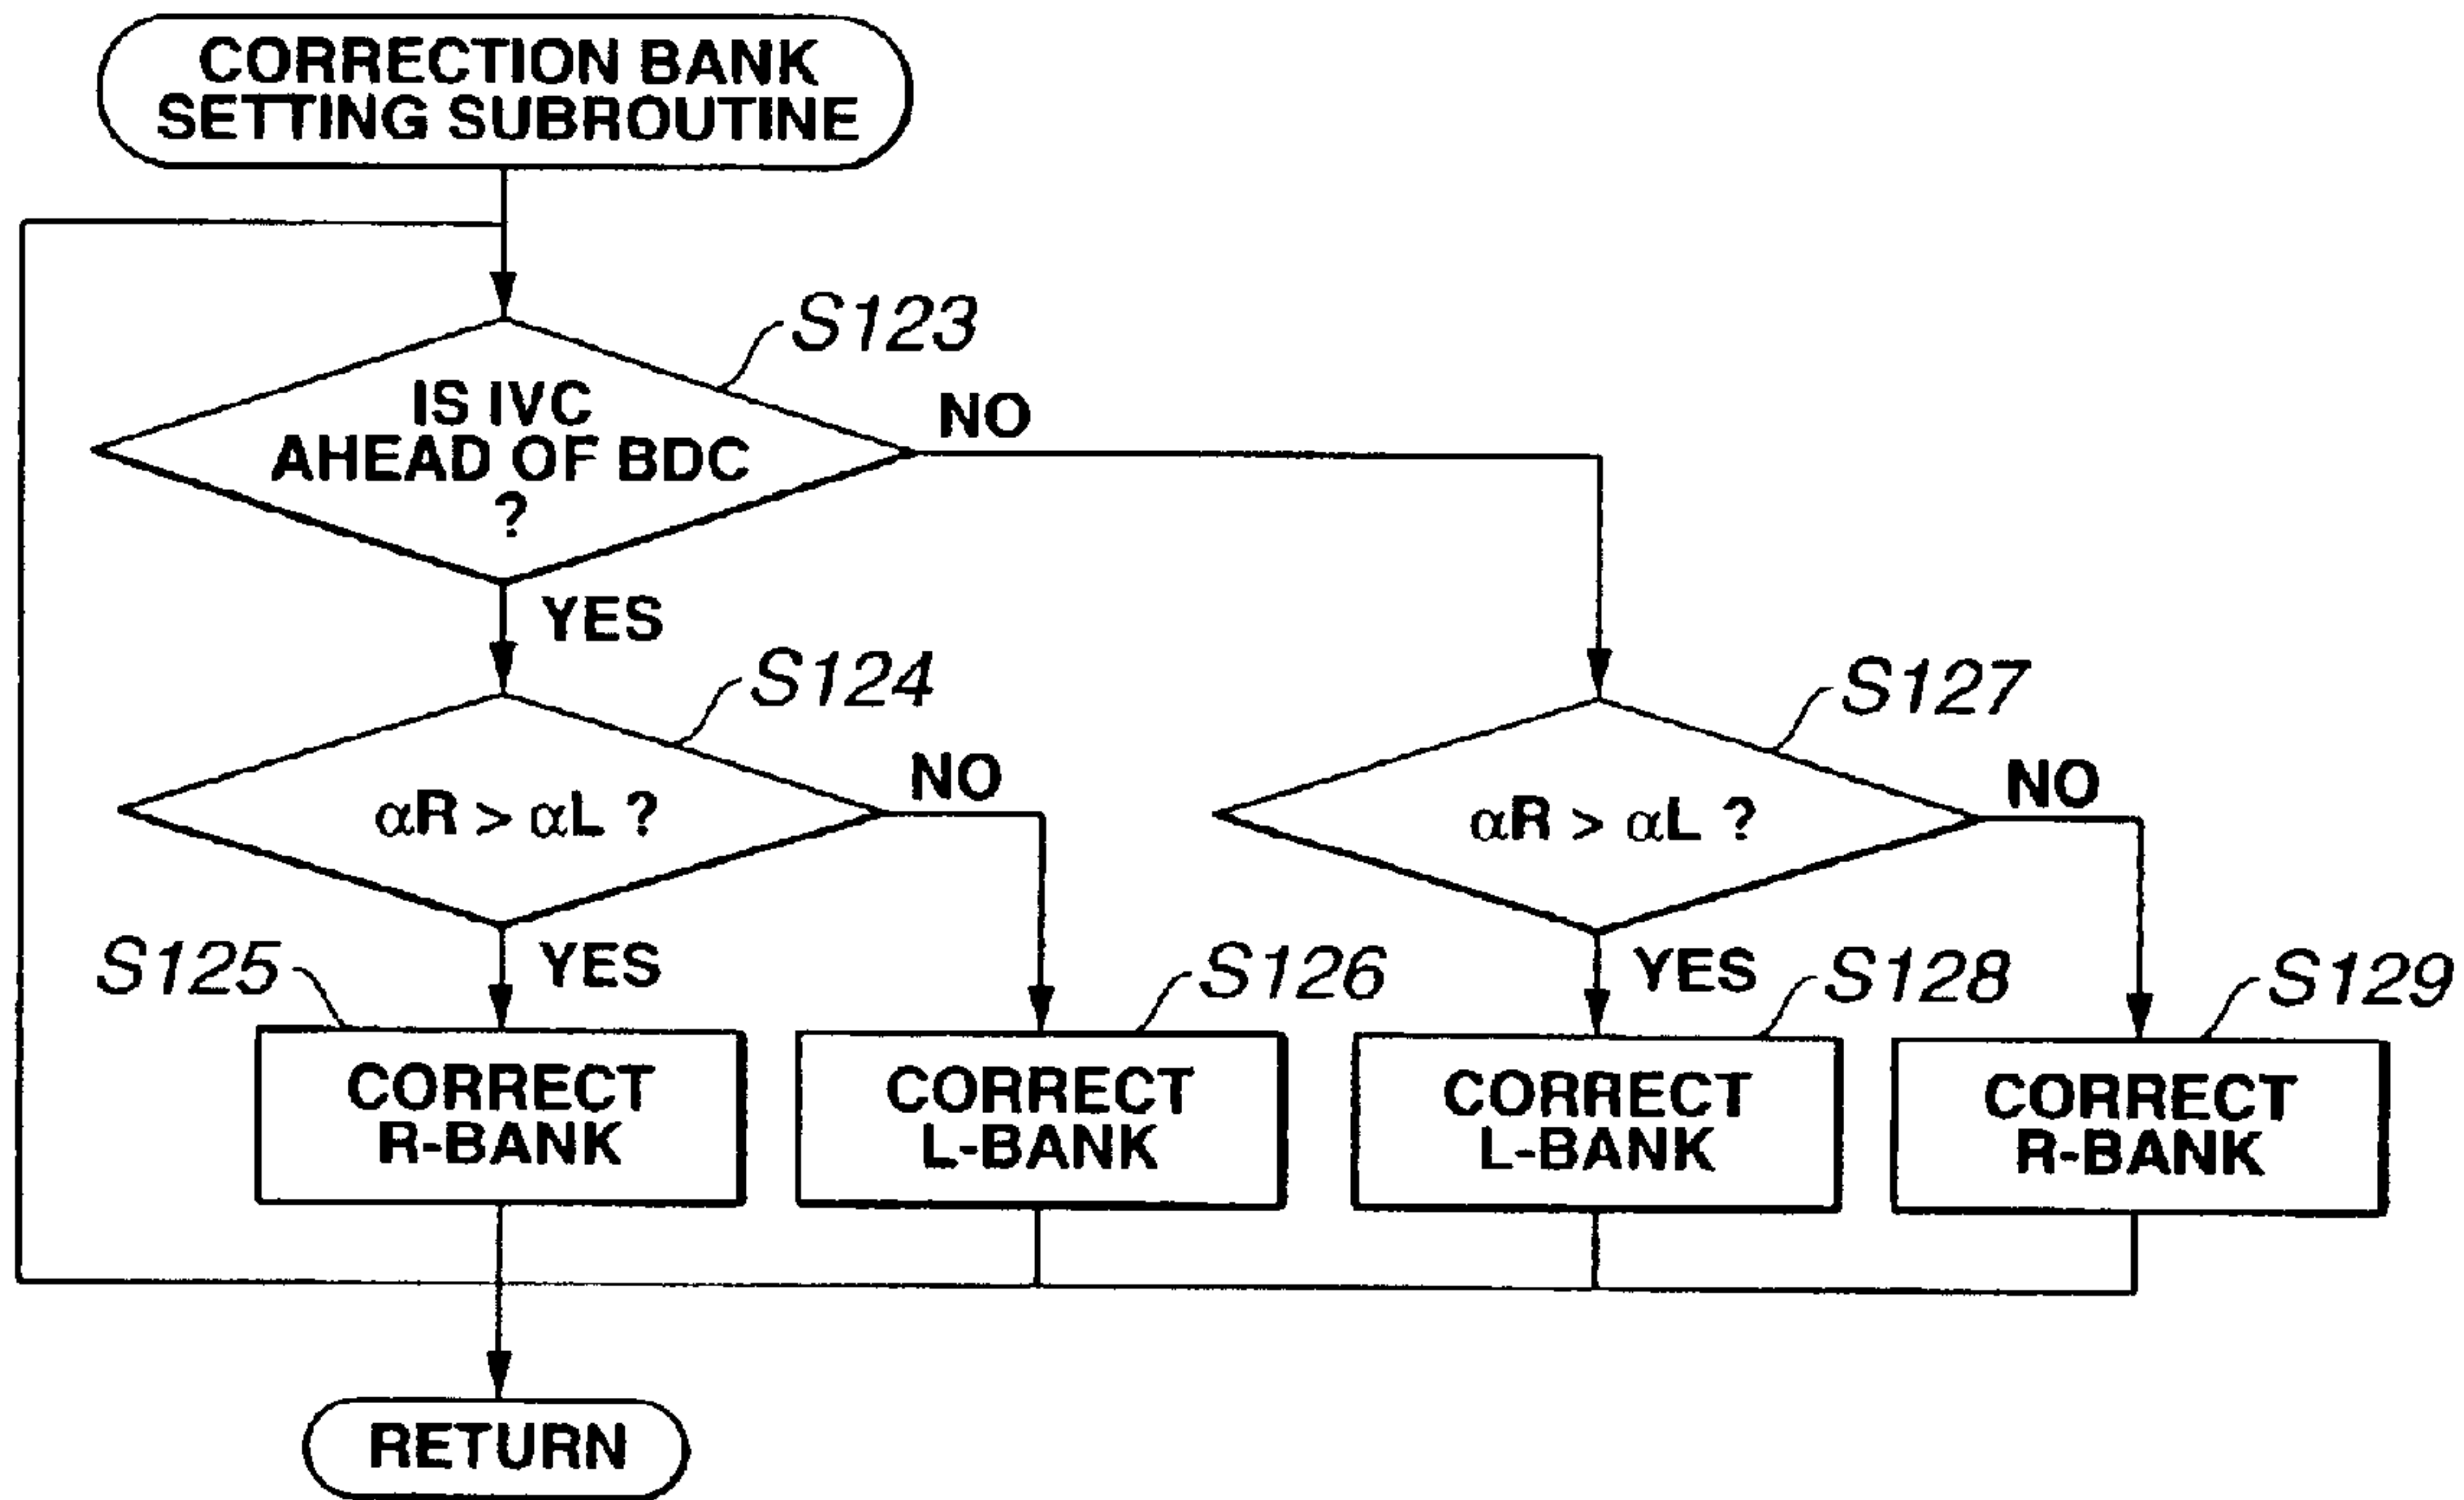 CORRECTION BANK
SETTING SUBROUTINE
S123
IS IVC
AHEAD OF BDC
?
NO
YES
S124
αR > αL ?
NO
YES
S127
αR > αL ?
NO
YES
S125
CORRECT
R-BANK
S126
CORRECT
L-BANK
S128
CORRECT
L-BANK
S129
CORRECT
R-BANK
RETURN